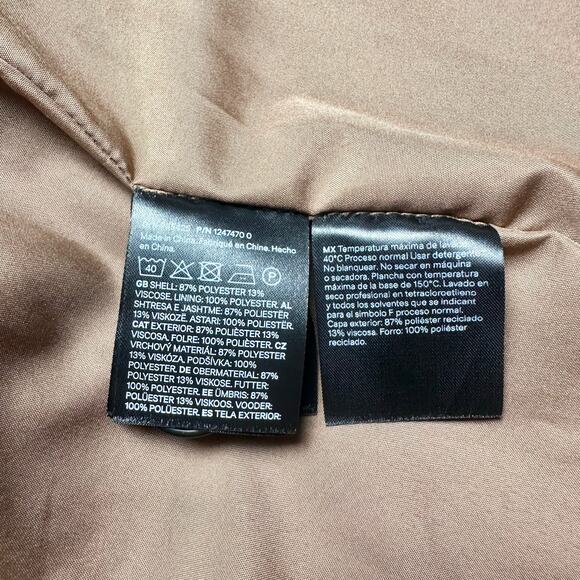 P/N 1247470 0
Made in China. Fabriqué en Chine. Hecho
en China.
40
P
GB SHELL: 87% POLYESTER 13%
VISCOSE. LINING: 100% POLYESTER. AL
SHTRESA E JASHTME: 87% POLIESTER
13% VISKOZË, ASTARI: 100% POLIESTER.
CAT EXTERIOR: 87% POLIÈSTER 13%
VISCOSA. FOLRE: 100% POLIÈSTER. CZ
VRCHOVÝ MATERIÁL: 87% POLYESTER
13% VISKÓZA, PODŠÍVKA: 100%
POLYESTER. DE OBERMATERIAL: 87%
POLYESTER 13% VISKOSE. FUTTER:
100% POLYESTER. EE ÜMBRIS: 87%
POLÜESTER 13% VISKOOS, VOODER:
100% POLÜESTER. ES TELA EXTERIOR:
MX Temperatura máxima de
40°C Proceso normal Usar
No blanquear. No secar en máquina
o secadora. Plancha con temperatura
máxima de la base de 150°C. Lavado en
seco profesional en tetracloroetileno
y todos los solventes que se indican
para el símbolo F proceso normal.
Capa exterior: 87% poliéster reciclado
13% viscosa. Forro: 100% poliéster
reciclado.